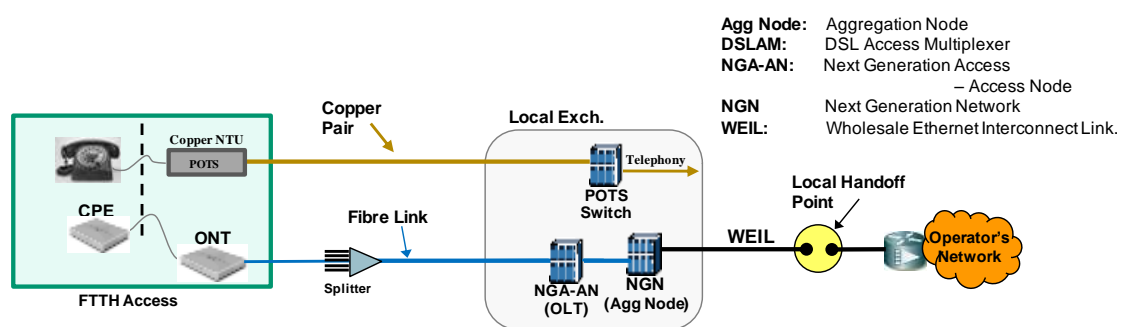 Agg Node: Aggregation Node
DSLAM: DSL Access Multiplexer
NGA-AN: Next Generation Access
– Access Node
NGN Next Generation Network
WEIL: Wholesale Ethernet Interconnect Link.
Copper
Pair
Local Exch.
Copper NTU
POTS
Telephony
POTS
Switch
Local Handoff
Point
CPE
ONT
Fibre Link
WEIL
Operator's
Network
Splitter
NGA-AN
(OLT)
NGN
(Agg Node)
FTTH Access